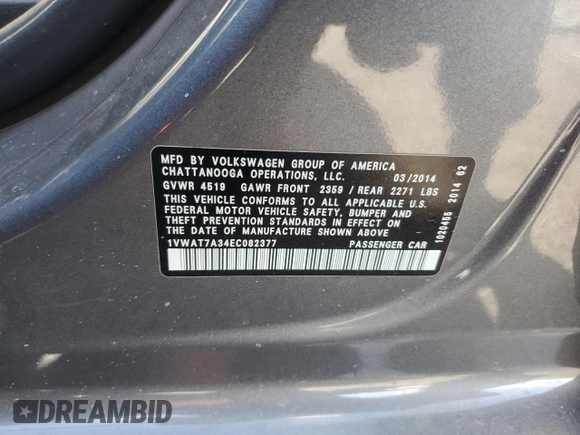 MFD BY VOLKSWAGEN GROUP OF AMERICA
CHATTANOOGA OPERATIONS, LLC. 03/2014
GVWR 4519 GAWR FRONT 2359 / REAR 2271 LBS
THIS VEHICLE CONFORMS TO ALL APPLICABLE U.S.
FEDERAL MOTOR VEHICLE SAFETY, BUMPER AND
THEFT PREVENTION STANDARDS IN EFFECT ON
THE DATE OF MANUFACTURE SHOWN ABOVE
1VWAT7A34EC082377 PASSENGER CAR
1020456 2014 62
DREAMBID